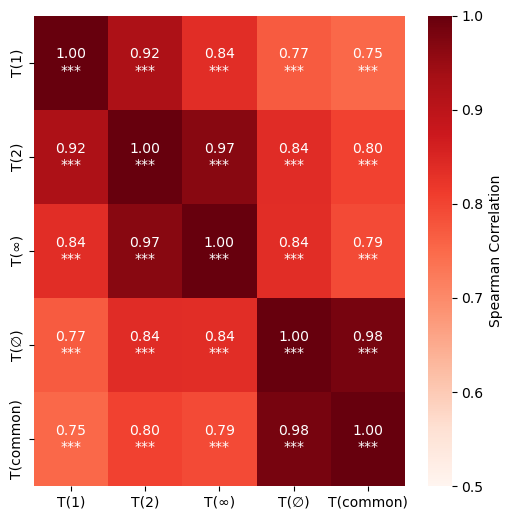 1.00 0.92 0.84 0.77 0.75
*** *** *** *** ***
0.92 1.00 0.97 0.84 0.80
*** *** *** *** ***
0.84 0.97 1.00 0.84 0.79
*** *** *** *** ***
0.77 0.84 0.84 1.00 0.98
*** *** *** *** ***
0.75 0.80 0.79 0.98 1.00
*** *** *** *** ***
T(1)
T(2)
T(∞)
T(∅)
T(common)
T(1) T(2) T(∞) T(∅) T(common)
1.0
0.9
0.8
0.7
0.6
0.5
Spearman Correlation